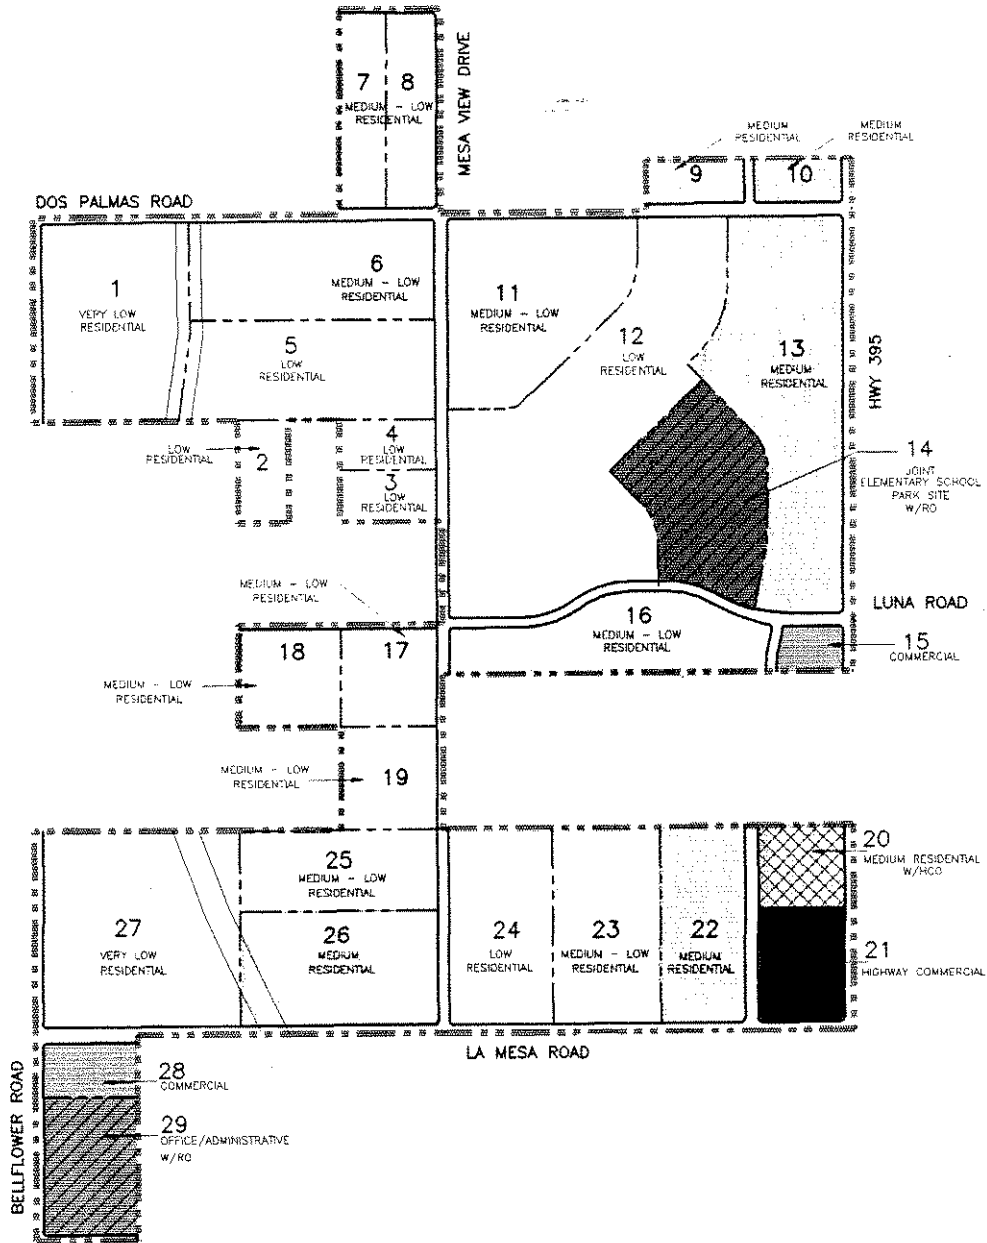 7
8
MEDIUM - LOW
RESIDENTIAL
MESA VIEW DRIVE
MEDIUM
RESIDENTIAL
MEDIUM
RESIDENTIAL
9
10
DOS PALMAS ROAD
1
VERY LOW
RESIDENTIAL
6
MEDIUM - LOW
RESIDENTIAL
5
LOW
RESIDENTIAL
11
MEDIUM - LOW
RESIDENTIAL
12
LOW
RESIDENTIAL
13
MEDIUM
RESIDENTIAL
HWY 395
LOW
RESIDENTIAL
2
4
LOW
RESIDENTIAL
3
LOW
RESIDENTIAL
14
JOINT
ELEMENTARY SCHOOL
PARK SITE
W/RO
MEDIUM - LOW
RESIDENTIAL
LUNA ROAD
16
MEDIUM - LOW
RESIDENTIAL
15
COMMERCIAL
18
17
MEDIUM - LOW
RESIDENTIAL
MEDIUM - LOW
RESIDENTIAL
19
20
MEDIUM RESIDENTIAL
W/HCO
25
MEDIUM - LOW
RESIDENTIAL
27
VERY LOW
RESIDENTIAL
26
MEDIUM
RESIDENTIAL
24
LOW
RESIDENTIAL
23
MEDIUM - LOW
RESIDENTIAL
22
MEDIUM
RESIDENTIAL
21
HIGHWAY COMMERCIAL
LA MESA ROAD
BELLFLOWER ROAD
28
COMMERCIAL
29
OFFICE/ADMINISTRATIVE
W/RO